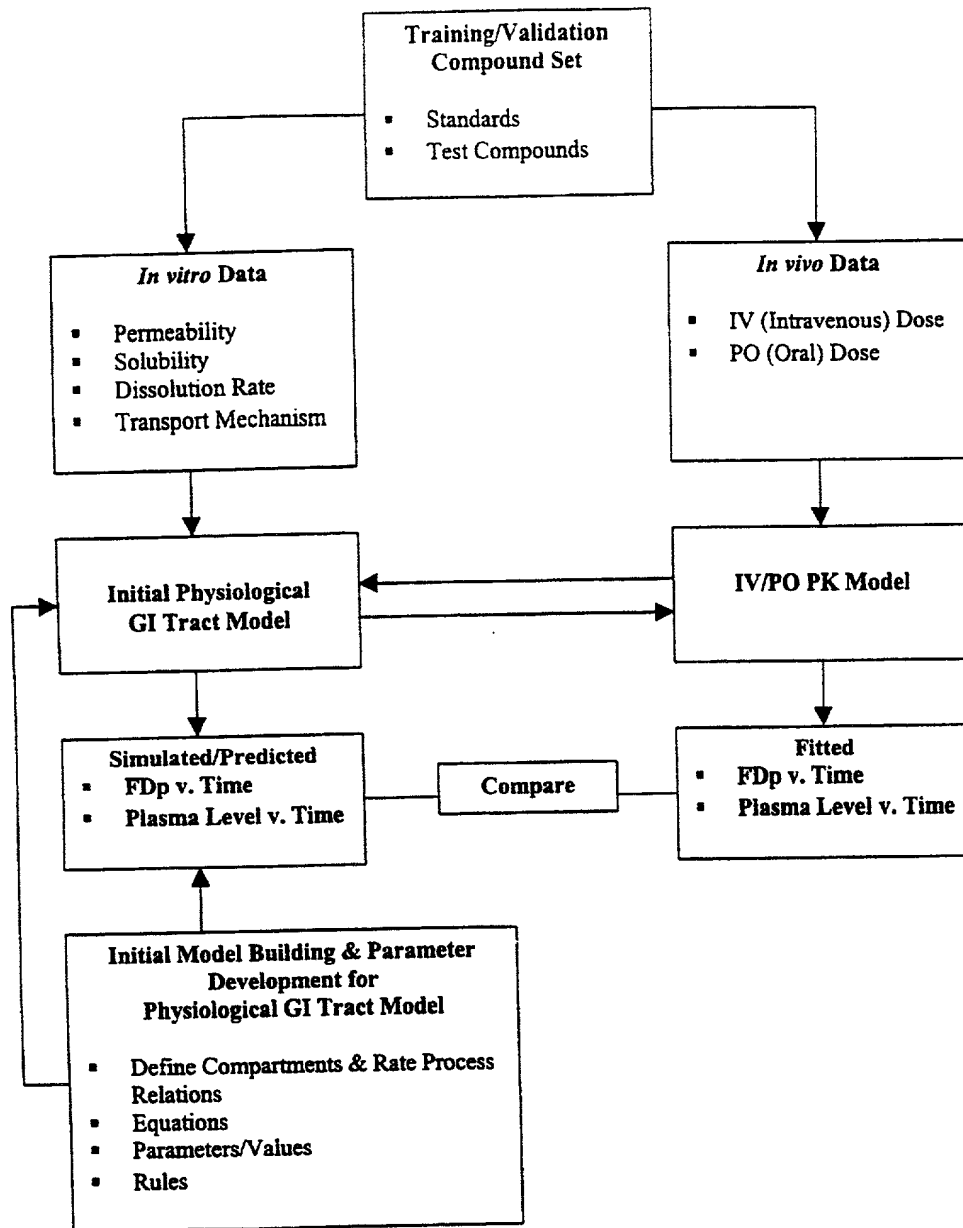 Training/Validation
Compound Set
▪ Standards
▪ Test Compounds
In vitro Data
▪ Permeability
▪ Solubility
▪ Dissolution Rate
▪ Transport Mechanism
In vivo Data
▪ IV (Intravenous) Dose
▪ PO (Oral) Dose
Initial Physiological
GI Tract Model
IV/PO PK Model
Simulated/Predicted
▪ FDp v. Time
▪ Plasma Level v. Time
Compare
Fitted
▪ FDp v. Time
▪ Plasma Level v. Time
Initial Model Building & Parameter
Development for
Physiological GI Tract Model
▪ Define Compartments & Rate Process
Relations
▪ Equations
▪ Parameters/Values
▪ Rules